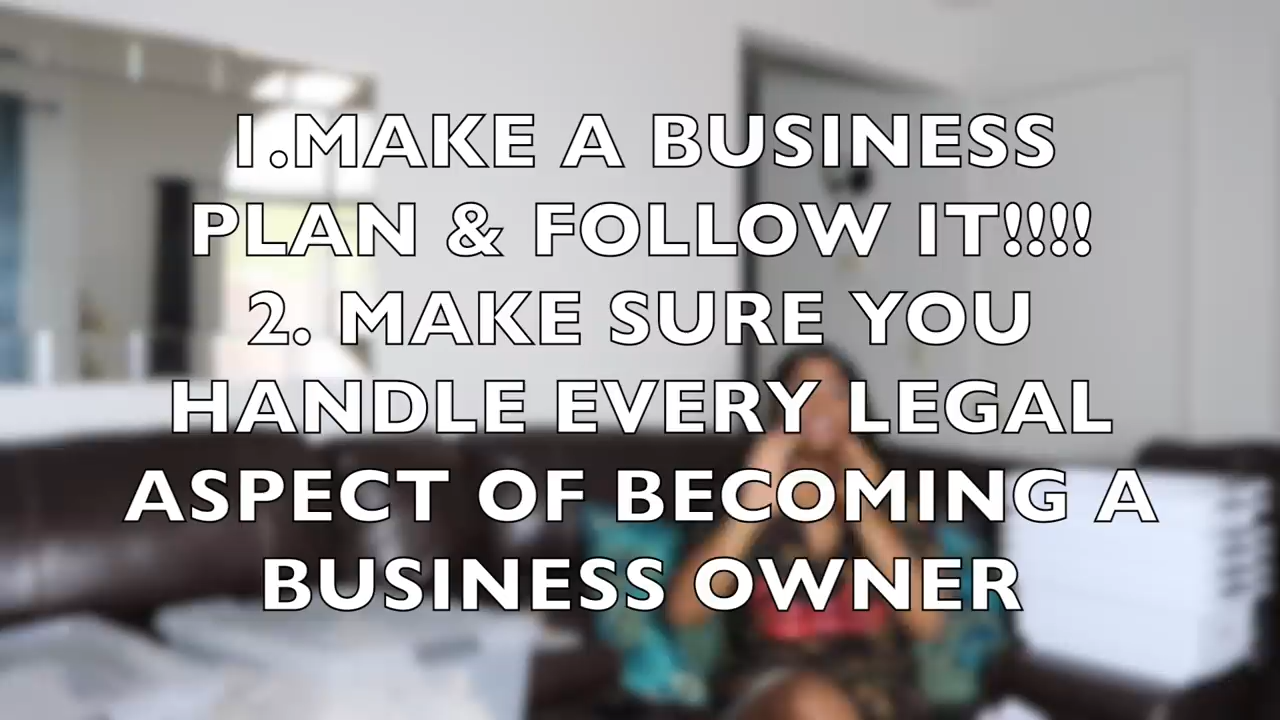 1.MAKE A BUSINESS
PLAN & FOLLOW IT!!!!
2. MAKE SURE YOU
HANDLE EVERY LEGAL
ASPECT OF BECOMING A
BUSINESS OWNER